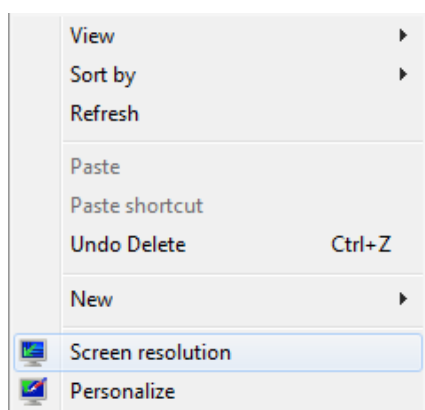 View
Sort by
Refresh
Paste
Paste shortcut
Undo Delete Ctrl+Z
New
Screen resolution
Personalize